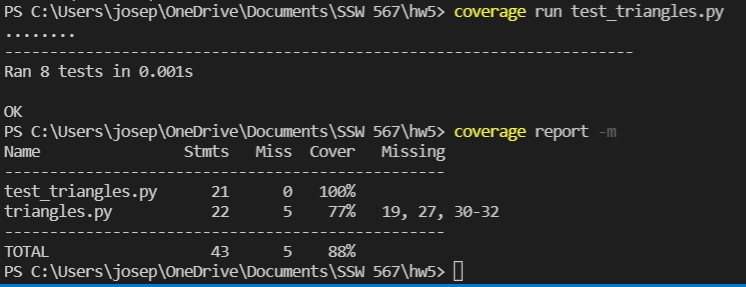 PS C:\Users\josep\OneDrive\Documents\SSW 567\hw5> coverage run test_triangles.py
........
----------------------------------------------------------------------
Ran 8 tests in 0.001s
OK
PS C:\Users\josep\OneDrive\Documents\SSW 567\hw5> coverage report -m
Name                Stmts   Miss  Cover   Missing
-------------------------------------------------
test_triangles.py      21      0   100%
triangles.py           22      5    77%   19, 27, 30-32
-------------------------------------------------
TOTAL                  43      5    88%
PS C:\Users\josep\OneDrive\Documents\SSW 567\hw5>